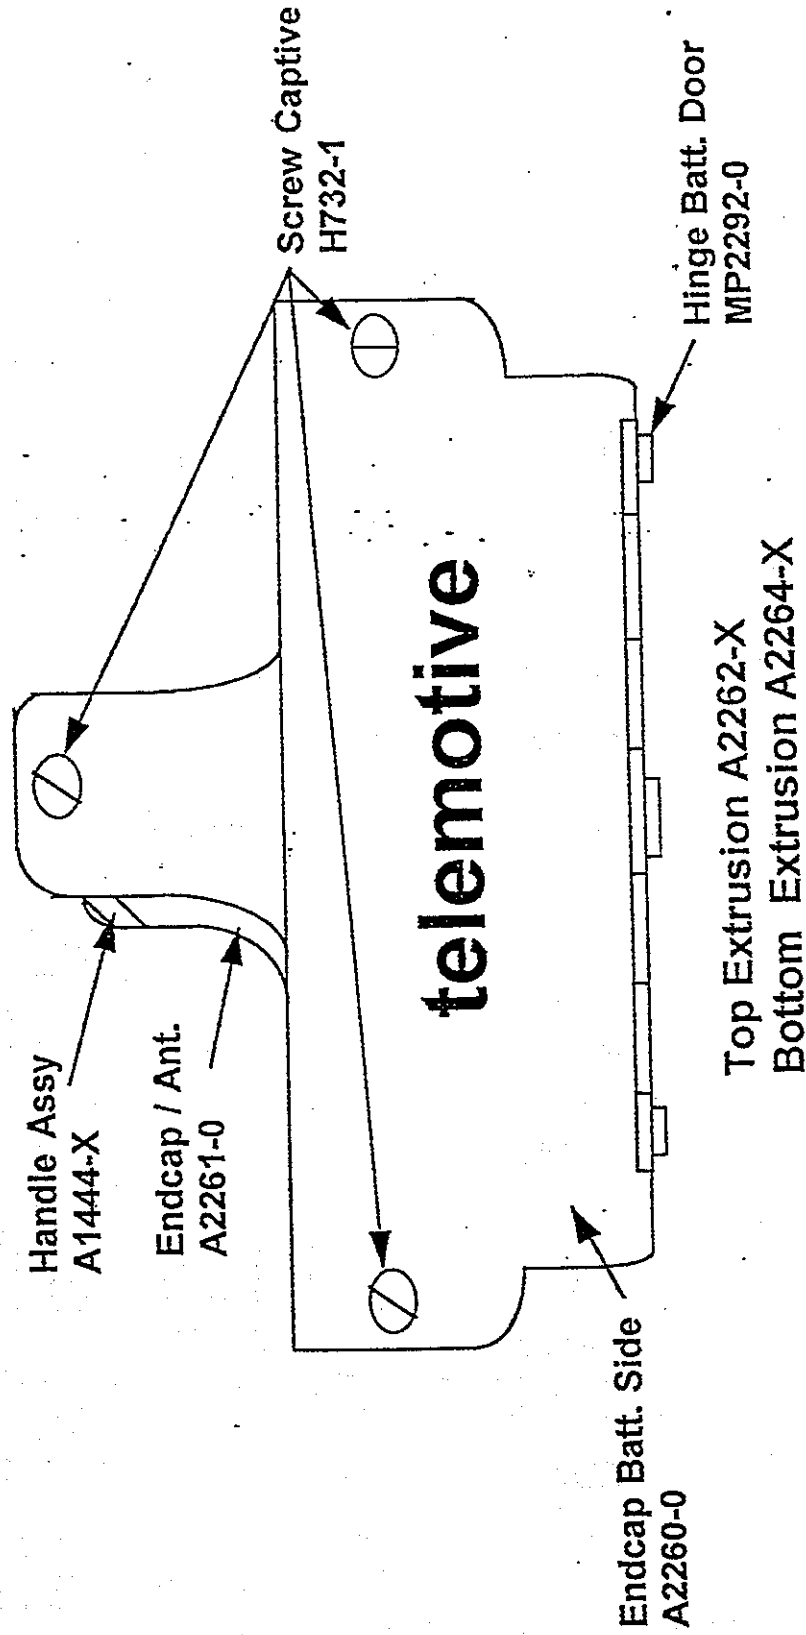 Handle Assy
A1444-X
Endcap / Ant.
A2261-0
Screw Captive
H732-1
telemotive
Endcap Batt. Side
A2260-0
Hinge Batt. Door
MP2292-0
Top Extrusion A2262-X
Bottom Extrusion A2264-X